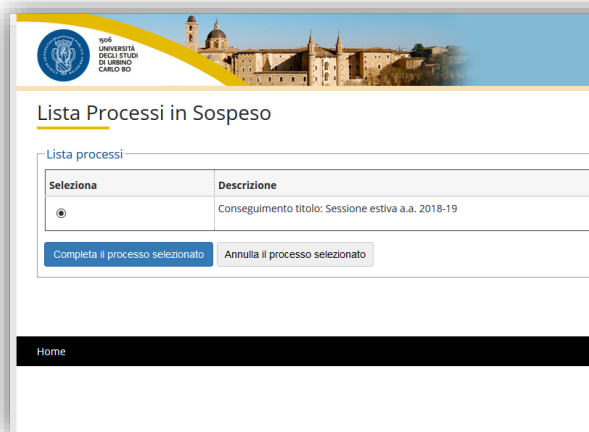 1506
UNIVERSITÀ
DEGLI STUDI
DI URBINO
CARLO BO
Lista Processi in Sospeso
Lista processi
Seleziona Descrizione
Conseguimento titolo: Sessione estiva a.a. 2018-19
Completa il processo selezionato Annulla il processo selezionato
Home